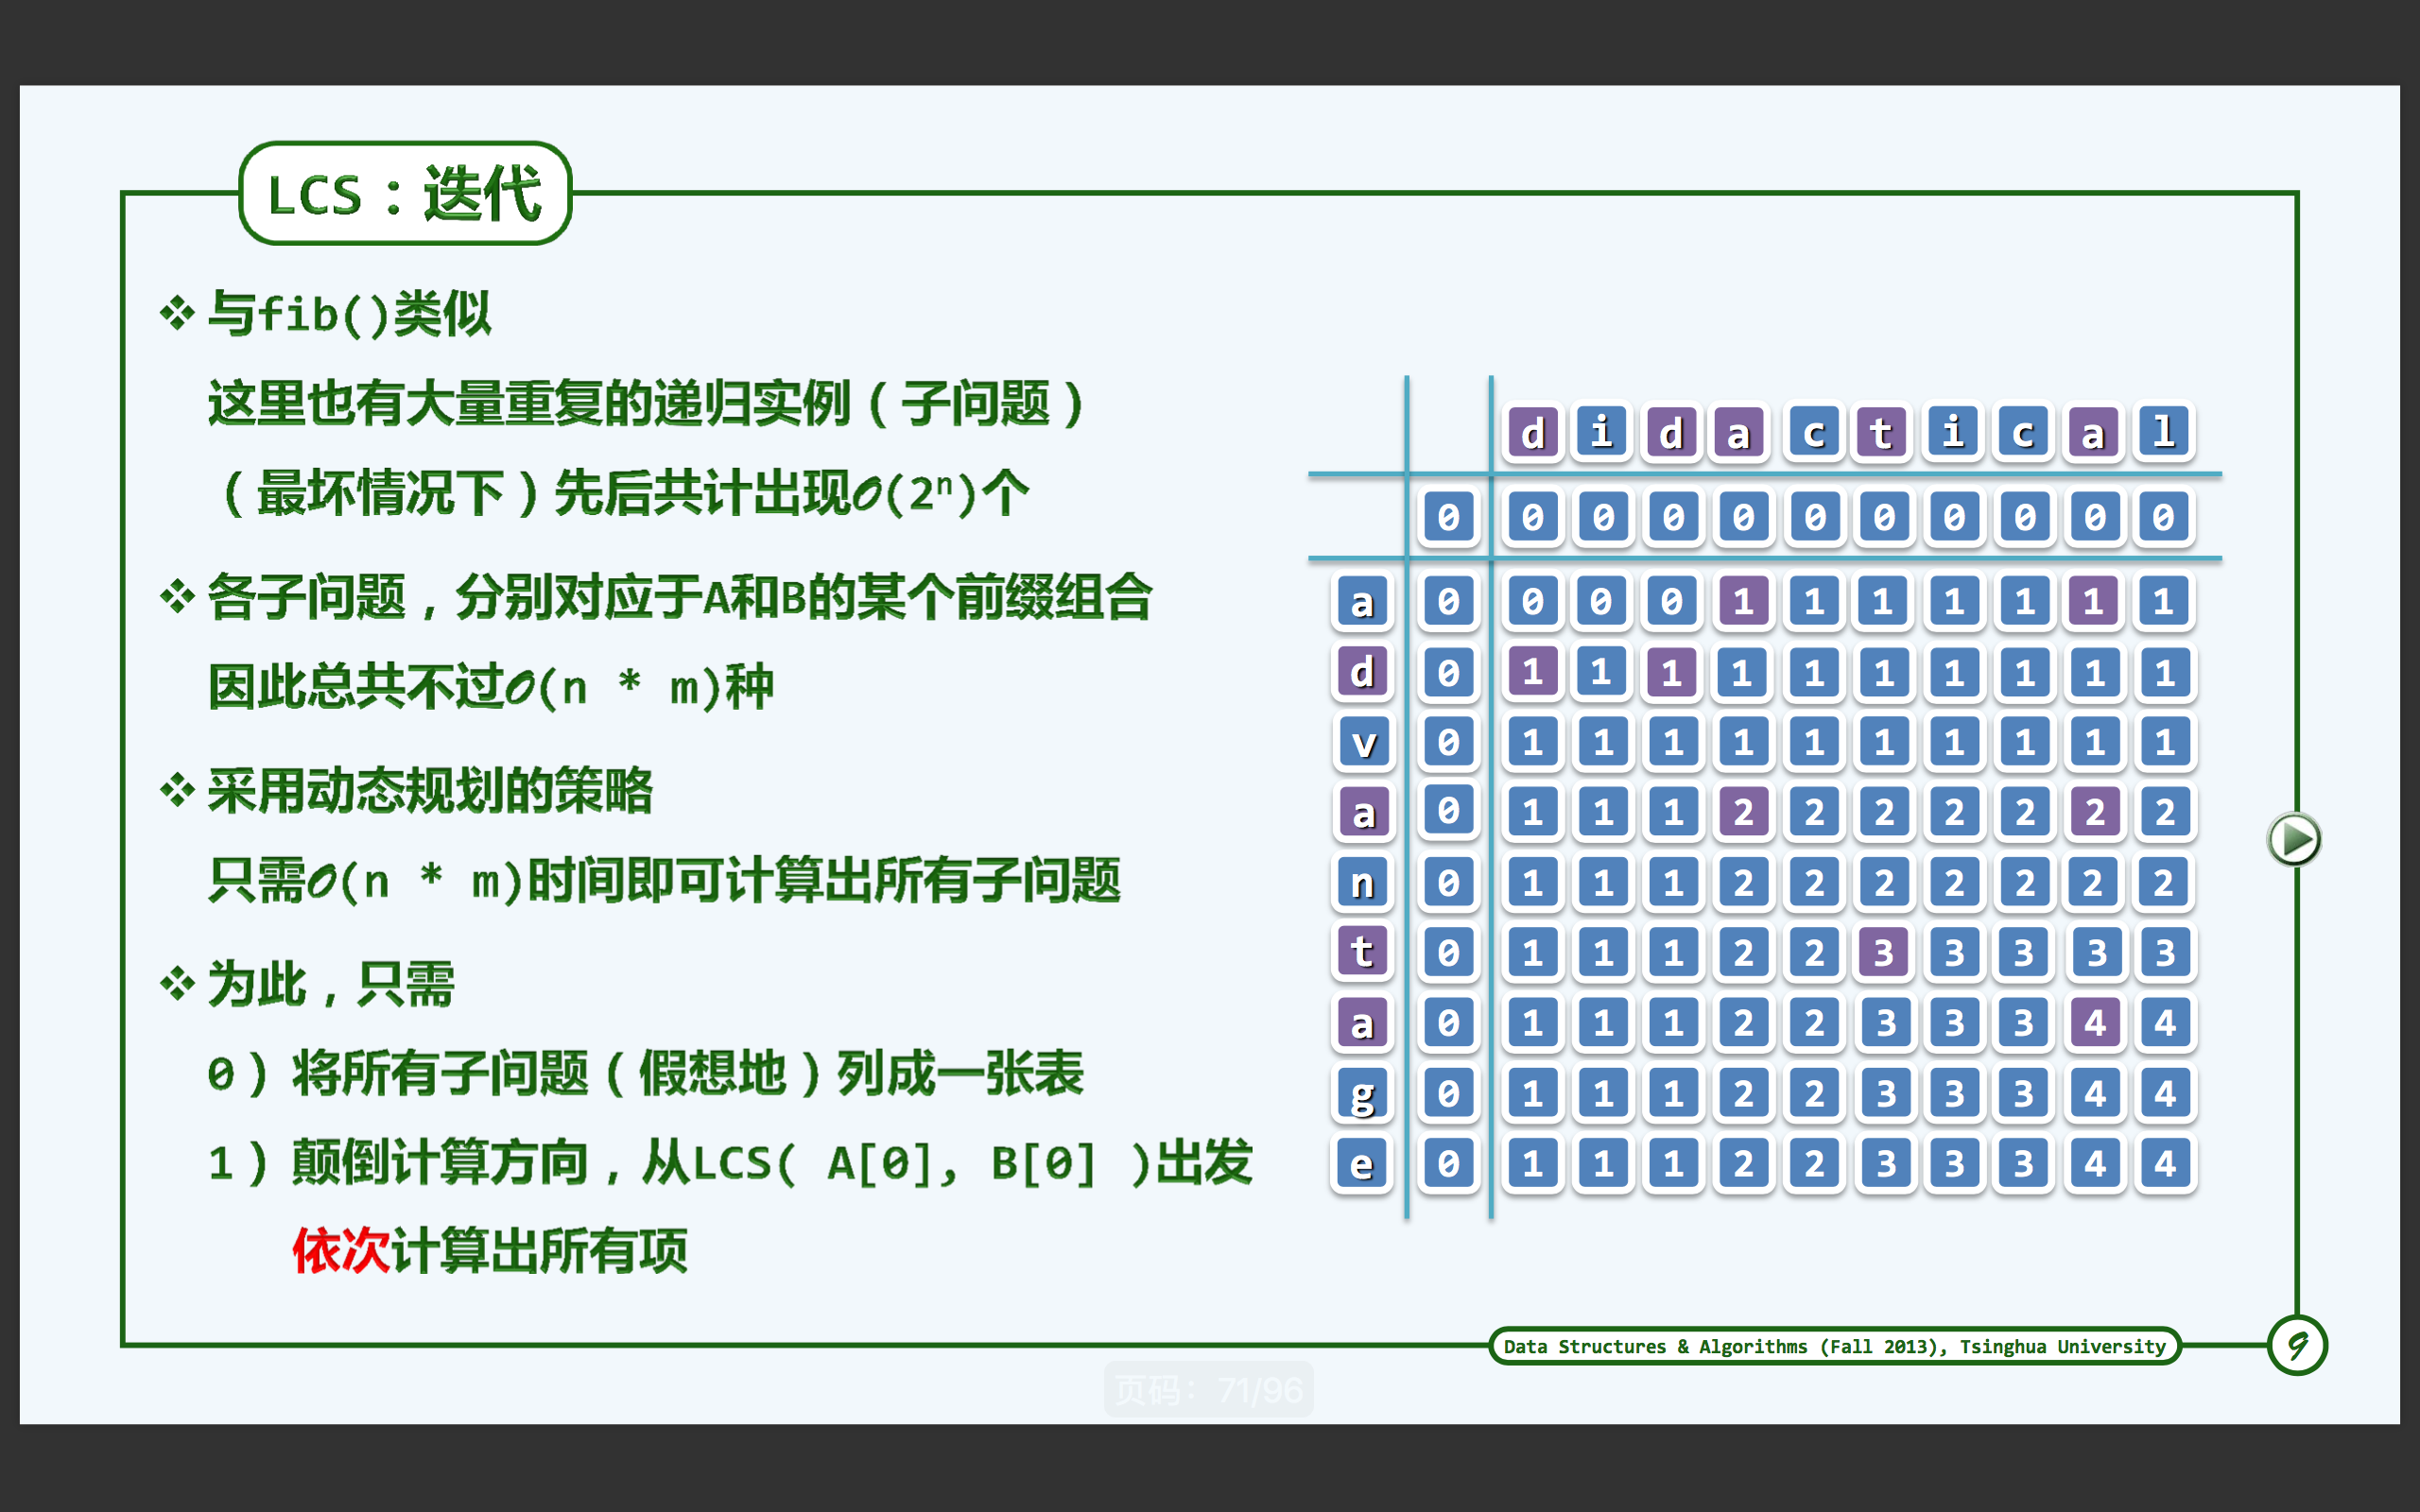 LCS：迭代
❖与fib()类似
这里也有大量重复的递归实例（子问题）
（最坏情况下）先后共计出现O(2ⁿ)个
❖各子问题，分别对应于A和B的某个前缀组合
因此总共不过O(n * m)种
❖采用动态规划的策略
只需O(n * m)时间即可计算出所有子问题
❖为此，只需
0）将所有子问题（假想地）列成一张表
1）颠倒计算方向，从LCS( A[0], B[0] )出发
依次计算出所有项
d i d a c t i c a l
0 0 0 0 0 0 0 0 0 0 0
a 0 0 0 0 1 1 1 1 1 1 1
d 0 1 1 1 1 1 1 1 1 1 1
v 0 1 1 1 1 1 1 1 1 1 1
a 0 1 1 1 2 2 2 2 2 2 2
n 0 1 1 1 2 2 2 2 2 2 2
t 0 1 1 1 2 2 3 3 3 3 3
a 0 1 1 1 2 2 3 3 3 4 4
g 0 1 1 1 2 2 3 3 3 4 4
e 0 1 1 1 2 2 3 3 3 4 4
Data Structures & Algorithms (Fall 2013), Tsinghua University
9
页码：71/96